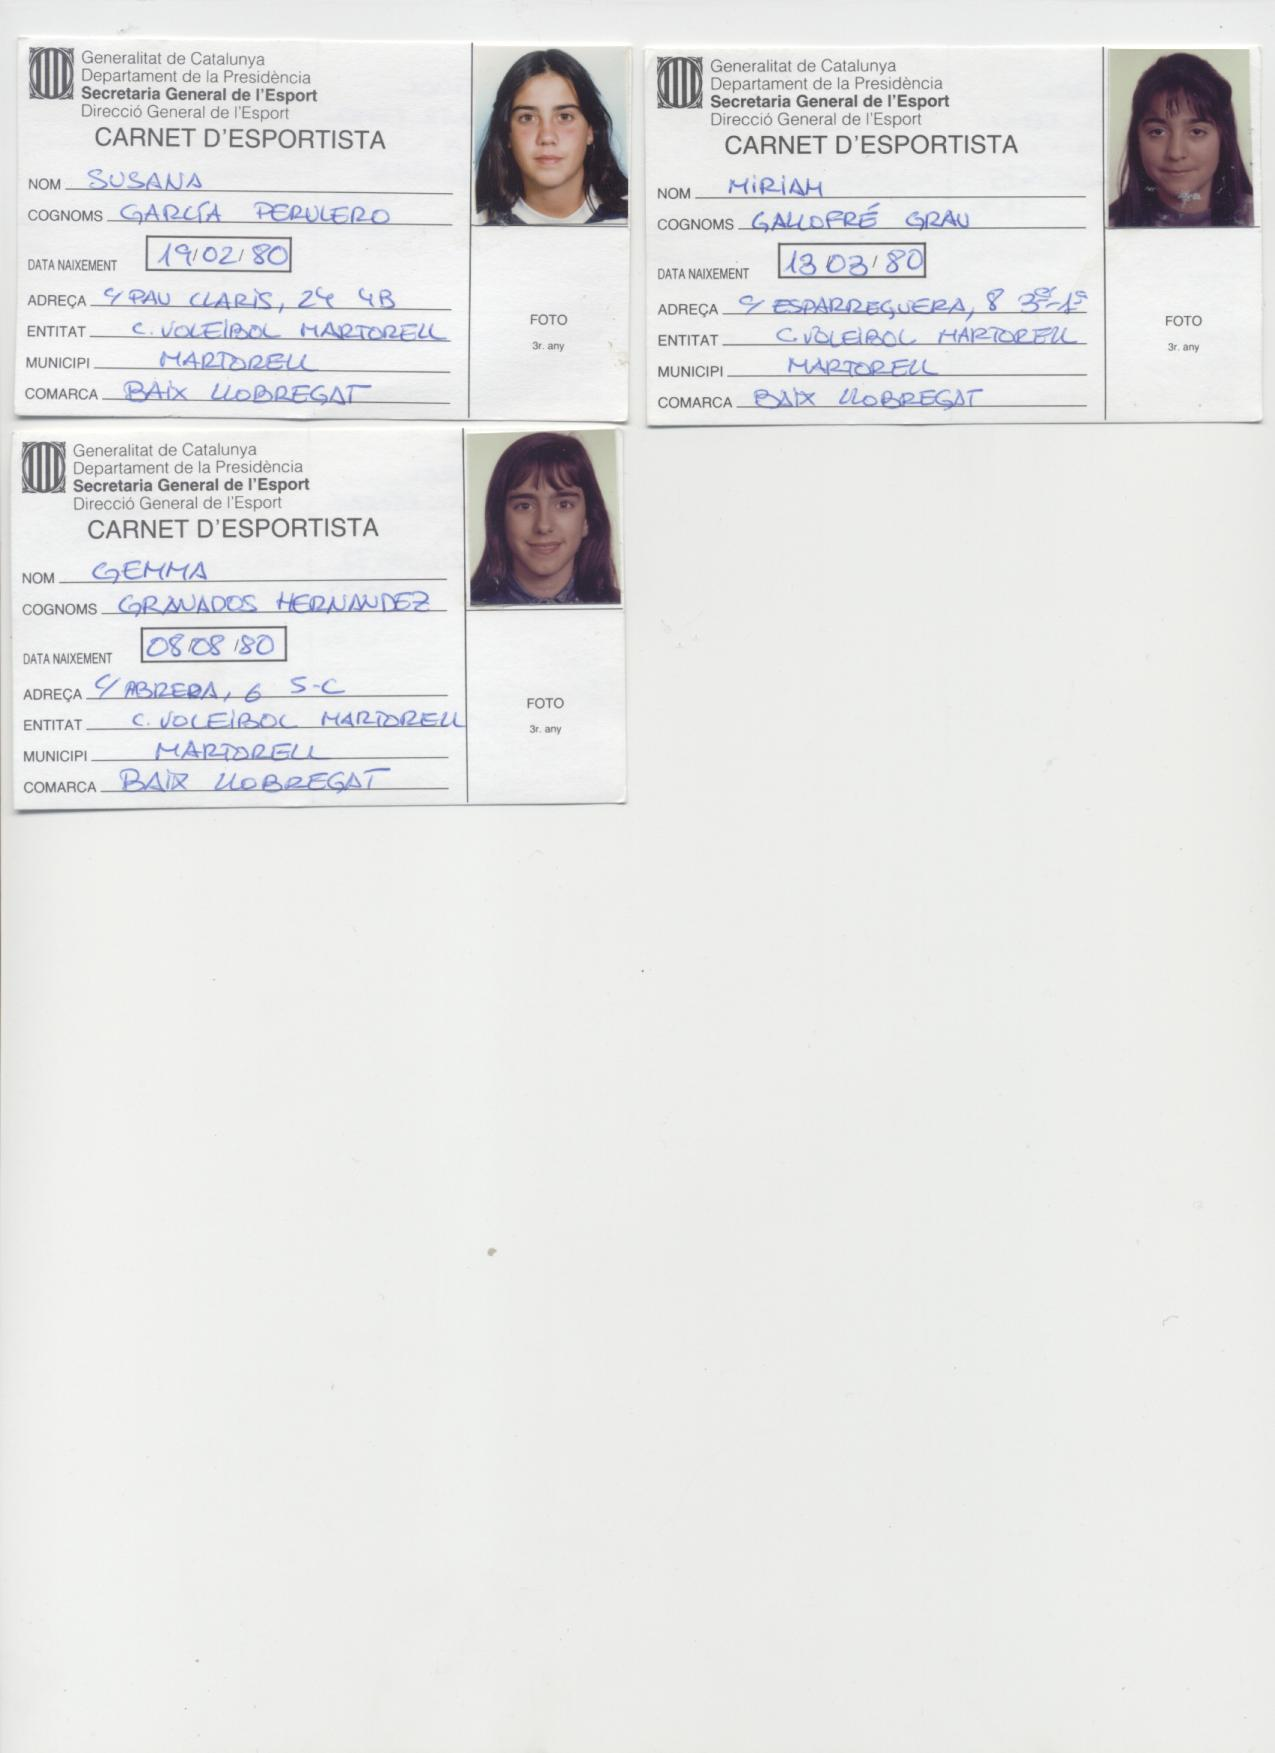 Generalitat de Catalunya
Departament de la Presidència
Secretaria General de l'Esport
Direcció General de l'Esport
CARNET D'ESPORTISTA
NOM SUSANA
COGNOMS GARCÍA PERULERO
DATA NAIXEMENT 19/02/80
ADREÇA C/ PAU CLARIS, 24 4B
ENTITAT C. VOLEIBOL MARTORELL
MUNICIPI MARTORELL
COMARCA BAIX LLOBREGAT
FOTO
3r. any
Generalitat de Catalunya
Departament de la Presidència
Secretaria General de l'Esport
Direcció General de l'Esport
CARNET D'ESPORTISTA
NOM MIRIAM
COGNOMS GALLOFRÉ GRAU
DATA NAIXEMENT 13 03/80
ADREÇA C/ ESPARREGUERA, 8 3er-1a
ENTITAT C. VOLEIBOL MARTORELL
MUNICIPI MARTORELL
COMARCA BAIX LLOBREGAT
FOTO
3r. any
Generalitat de Catalunya
Departament de la Presidència
Secretaria General de l'Esport
Direcció General de l'Esport
CARNET D'ESPORTISTA
NOM GEMMA
COGNOMS GRANADOS HERNANDEZ
DATA NAIXEMENT 08/08/80
ADREÇA C/ ABRERA, 6 5-C
ENTITAT C. VOLEIBOL MARTORELL
MUNICIPI MARTORELL
COMARCA BAIX LLOBREGAT
FOTO
3r. any